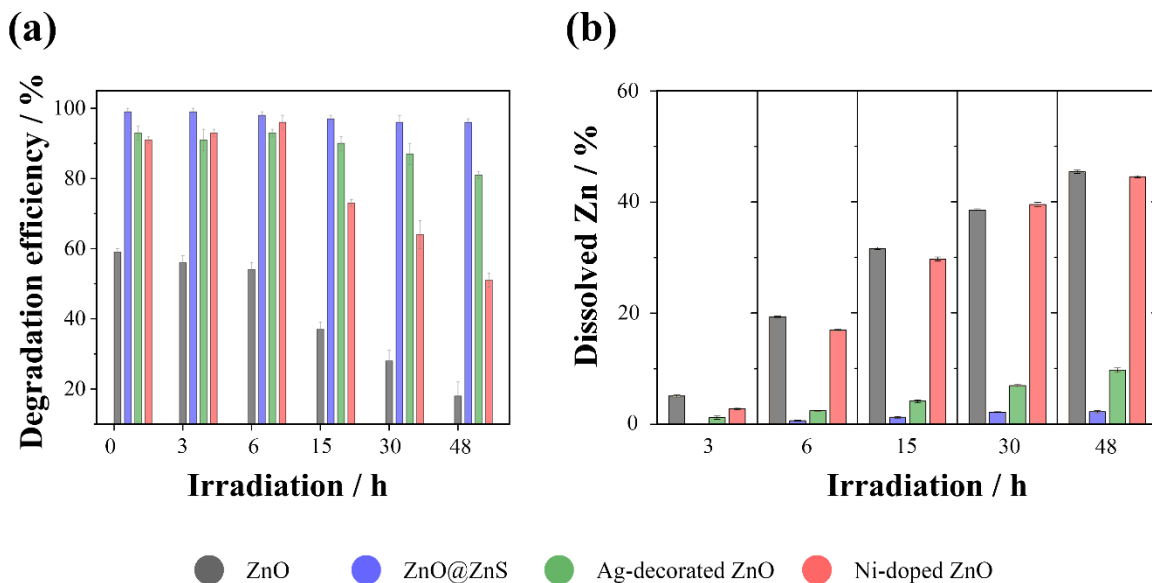 (a)
Degradation efficiency / %
100
80
60
40
20
0 3 6 15 30 48
Irradiation / h
(b)
Dissolved Zn / %
60
40
20
0
3 6 15 30 48
Irradiation / h
ZnO ZnO@ZnS Ag-decorated ZnO Ni-doped ZnO